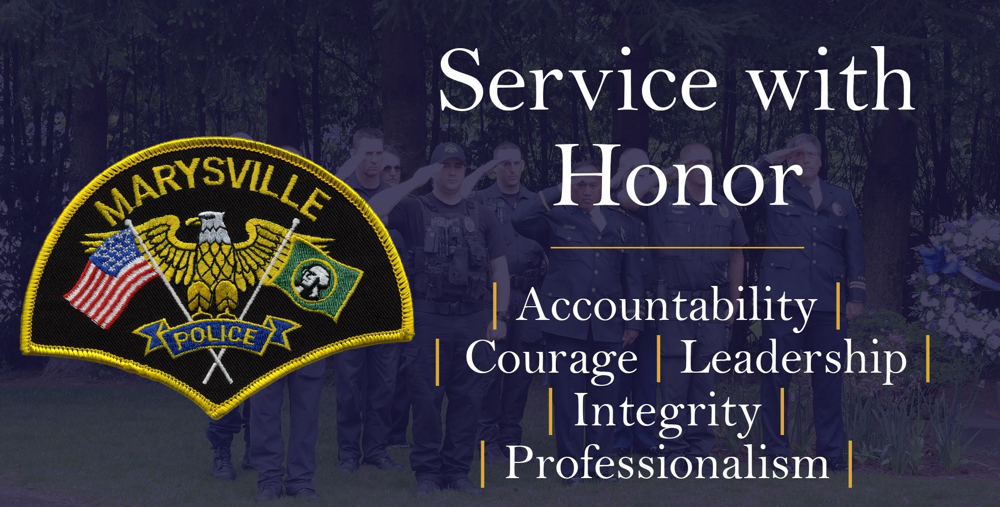 MARYSVILLE
POLICE
Service with
Honor
| Accountability |
| Courage | Leadership |
| Integrity |
| Professionalism |